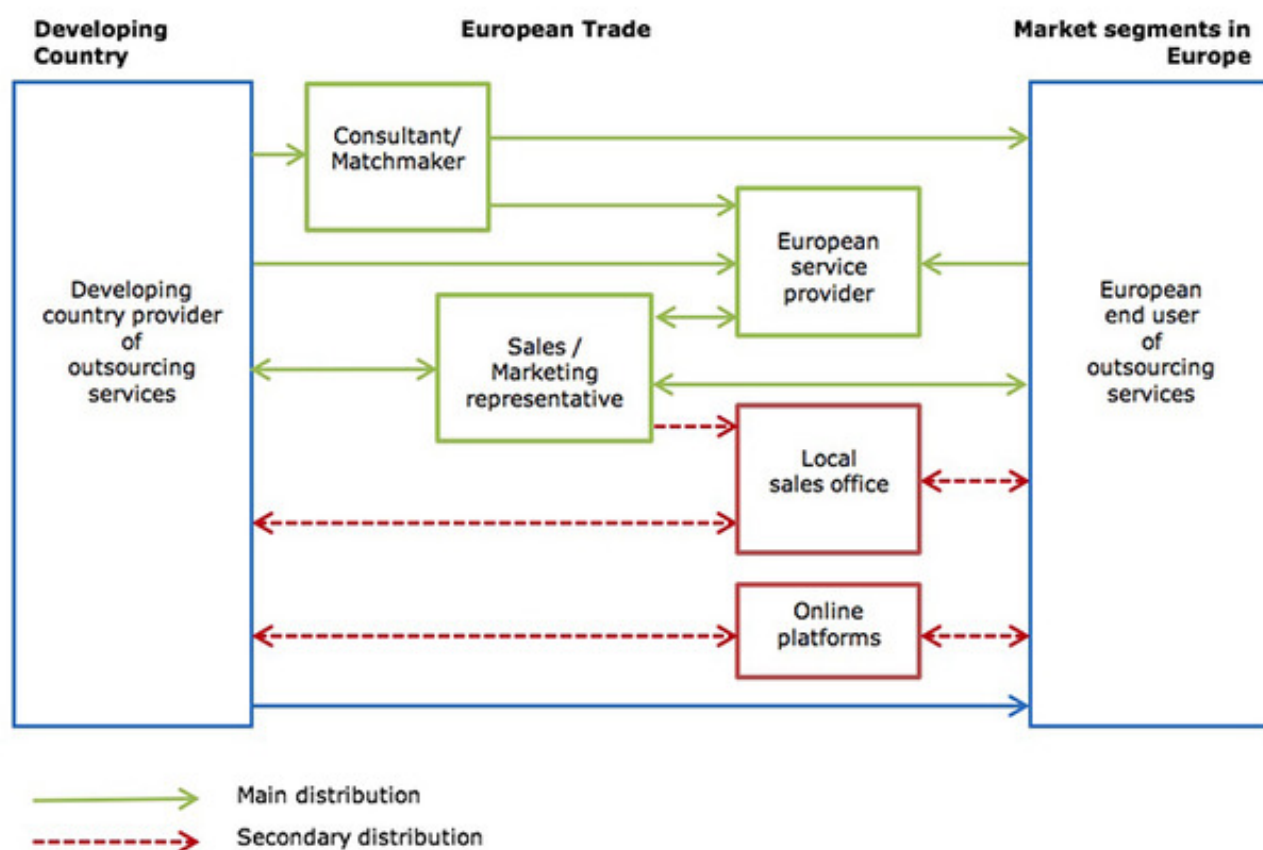 Developing
Country
European Trade
Market segments in
Europe
Consultant/
Matchmaker
European
service
provider
Developing
country provider
of
outsourcing
services
Sales /
Marketing
representative
European
end user
of
outsourcing
services
Local
sales office
Online
platforms
Main distribution
Secondary distribution